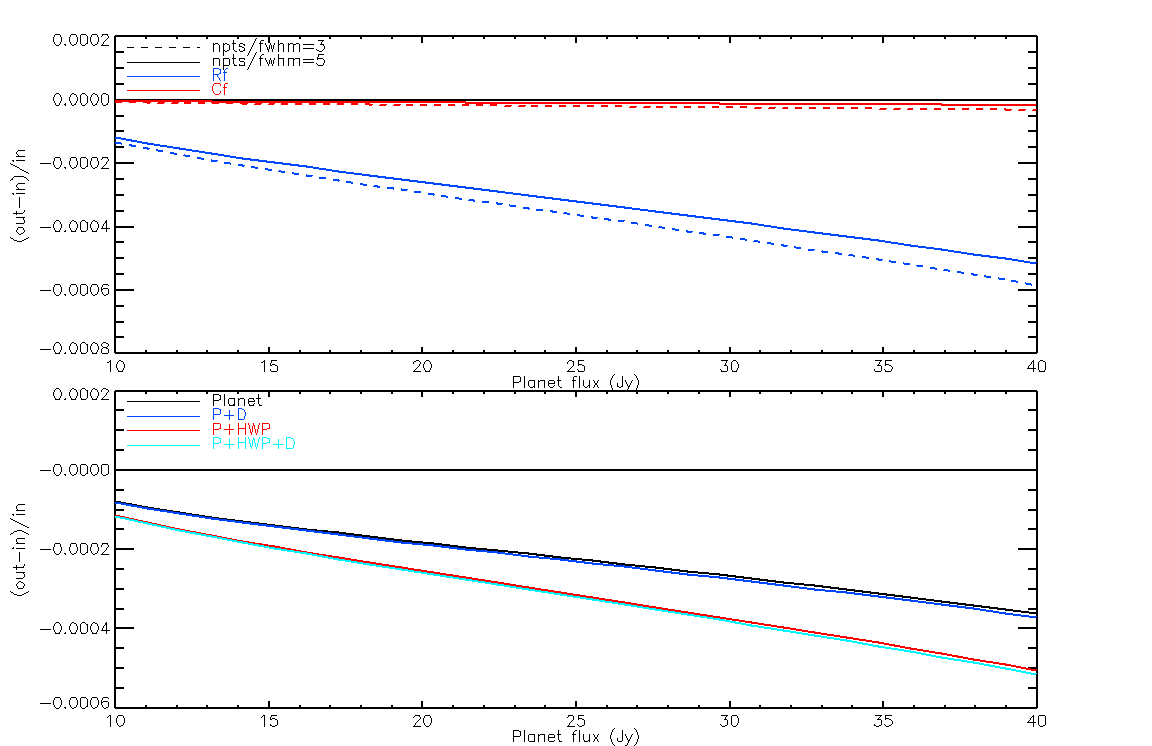 0.0002
npts/fwhm=3
npts/fwhm=5
Rf
Cf
0.0000
−0.0002
−0.0004
−0.0006
−0.0008
(out−in)/in
10 15 20 25 30 35 40
Planet flux (Jy)
0.0002
Planet
P+D
P+HWP
P+HWP+D
−0.0000
−0.0002
−0.0004
−0.0006
(out−in)/in
10 15 20 25 30 35 40
Planet flux (Jy)